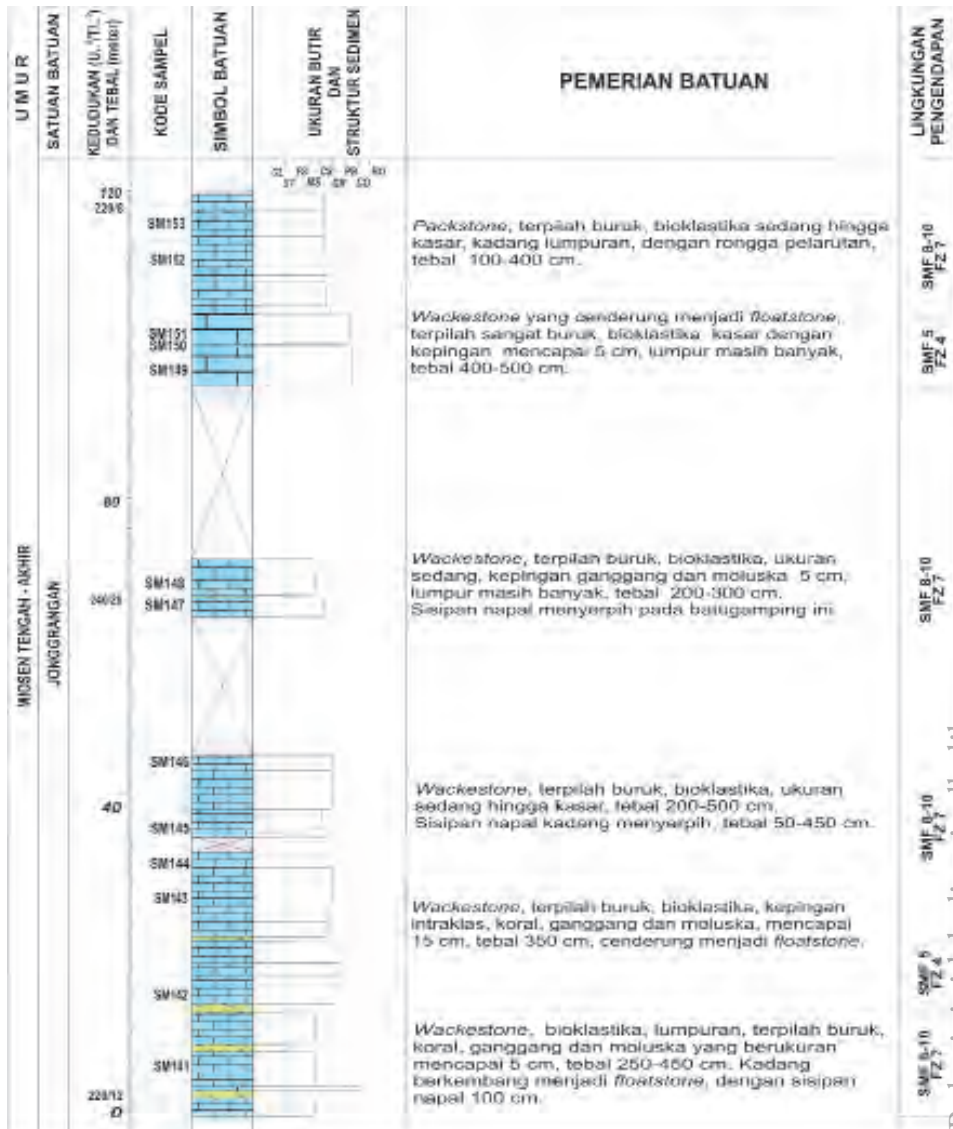 UMUR
SATUAN BATUAN
KEDUDUKAN (U..°/TI..°)
DAN TEBAL (meter)
KODE SAMPEL
SIMBOL BATUAN
UKURAN BUTIR
DAN
STRUKTUR SEDIMEN
PEMERIAN BATUAN
LINGKUNGAN
PENGENDAPAN
MIOSEN TENGAH - AKHIR
JONGGRANGAN
120
229/8
SM153
SM152
Packstone, terpilah buruk, bioklastika sedang hingga
kasar, kadang lumpuran, dengan rongga pelarutan,
tebal 100-400 cm.
SMF 8-10
FZ 7
SM151
SM150
SM149
Wackestone yang cenderung menjadi floatstone,
terpilah sangat buruk, bioklastika kasar dengan
kepingan mencapai 5 cm, lumpur masih banyak,
tebal 400-500 cm.
SMF 5
FZ 4
80
SM148
SM147
Wackestone, terpilah buruk, bioklastika, ukuran
sedang, kepingan ganggang dan moluska 5 cm,
lumpur masih banyak, tebal 200-300 cm.
Sisipan napal menyerpih pada batugamping ini
SMF 8-10
FZ 7
SM146
40
SM145
Wackestone, terpilah buruk, bioklastika, ukuran
sedang hingga kasar, tebal 200-500 cm.
Sisipan napal kadang menyerpih, tebal 50-450 cm.
SMF 8-10
FZ 7
SM144
SM143
Wackestone, terpilah buruk, bioklastika, kepingan
intraklas, koral, ganggang dan moluska, mencapai
15 cm, tebal 350 cm, cenderung menjadi floatstone.
SM142
SMF 5
FZ 4
SM141
Wackestone, bioklastika, lumpuran, terpilah buruk,
koral, ganggang dan moluska yang berukuran
mencapai 5 cm, tebal 250-450 cm. Kadang
berkembang menjadi floatstone, dengan sisipan
napal 100 cm.
SMF 8-10
FZ 7
220/12
0